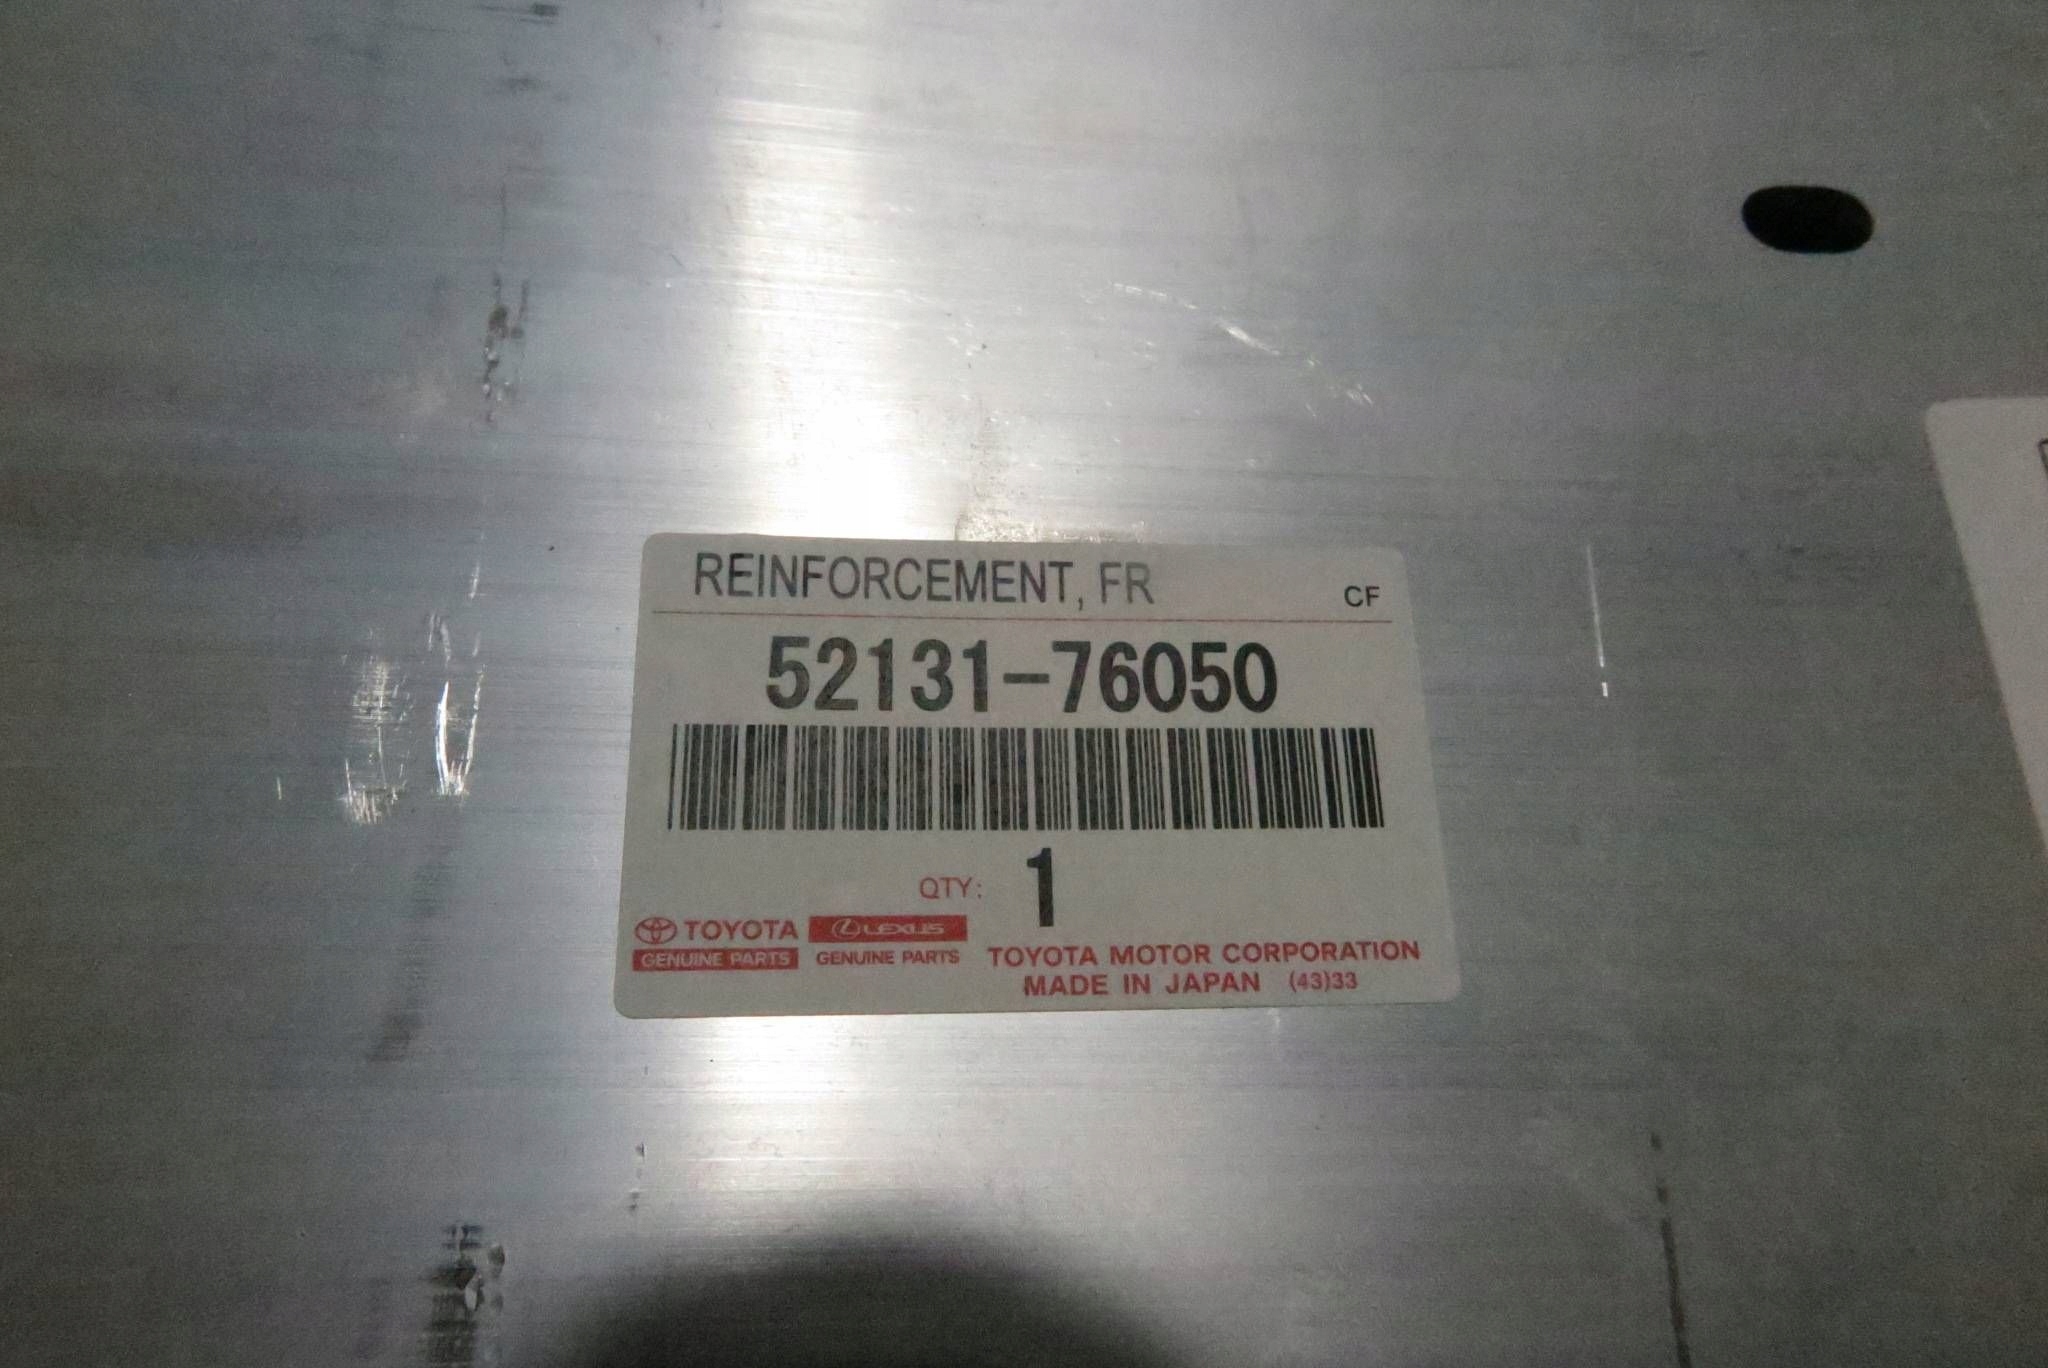 REINFORCEMENT, FR
CF
52131-76050
QTY: 1
TOYOTA LEXUS
GENUINE PARTS GENUINE PARTS
TOYOTA MOTOR CORPORATION
MADE IN JAPAN (43)33